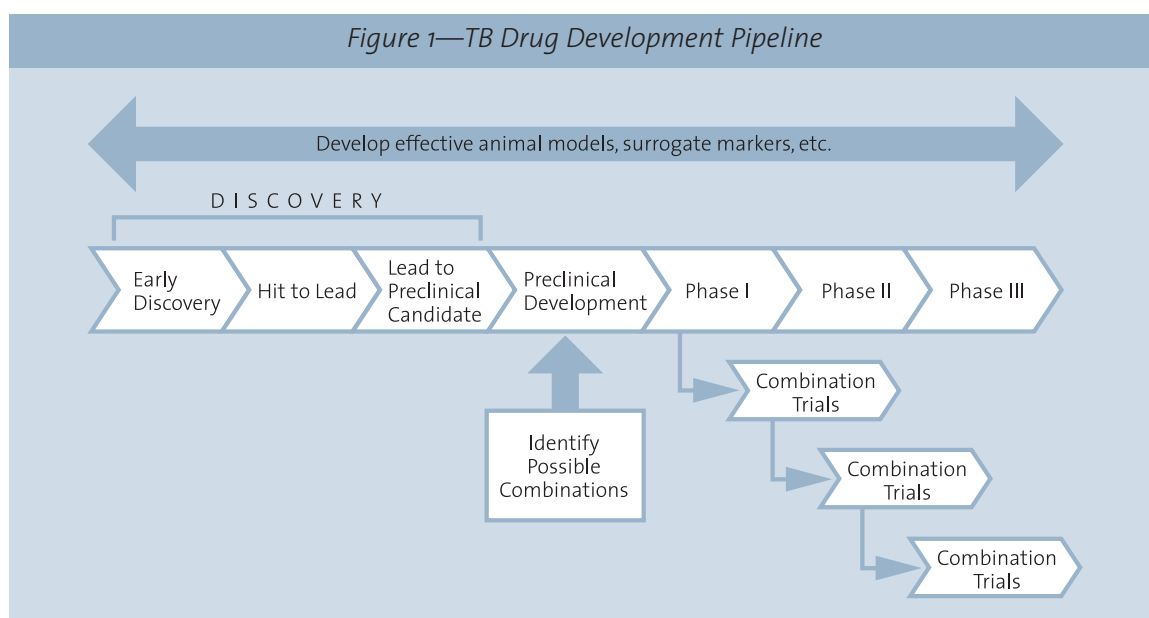 Figure 1—TB Drug Development Pipeline
Develop effective animal models, surrogate markers, etc.
DISCOVERY
Early
Discovery
Hit to Lead
Lead to
Preclinical
Candidate
Preclinical
Development
Phase I
Phase II
Phase III
Identify
Possible
Combinations
Combination
Trials
Combination
Trials
Combination
Trials